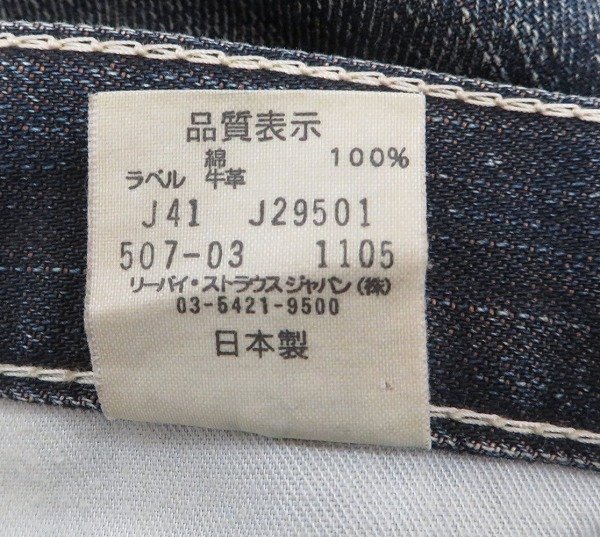 品質表示
綿 100%
ラベル 牛革
J41 J29501
507-03 1105
リーバイ・ストラウスジャパン(株)
03-5421-9500
日本製